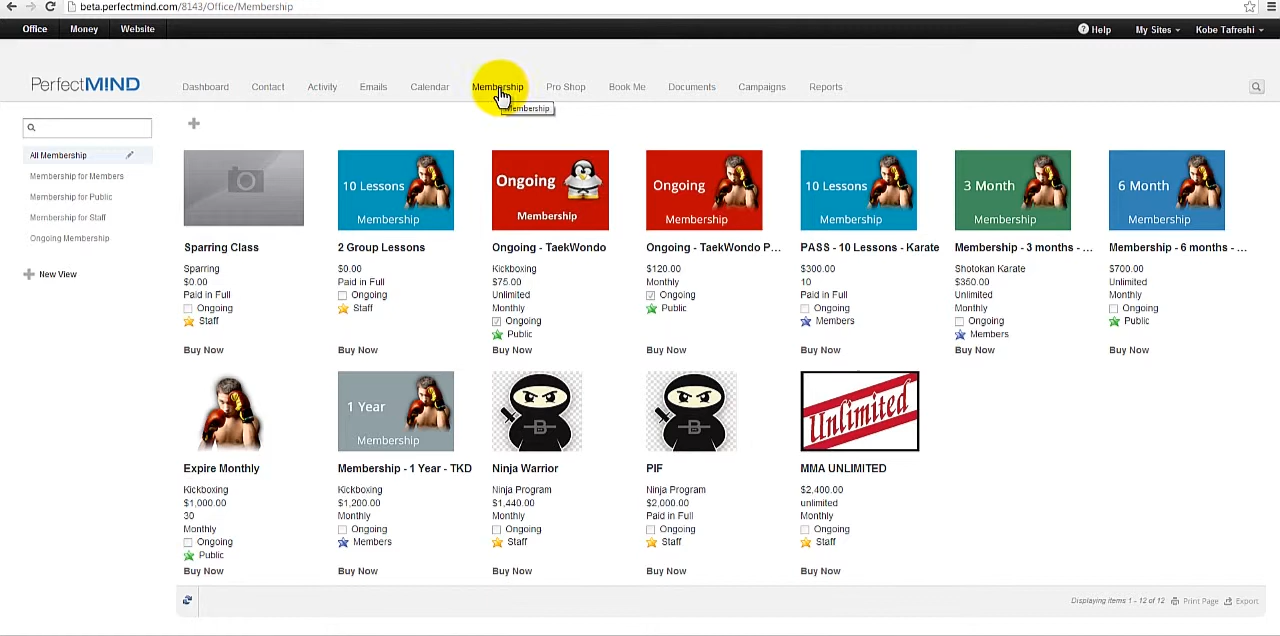 beta.perfectmind.com/8143/Office/Membership
Office Money Website
Help My Sites Kobe Tafreshi
PerfectMIND
Dashboard Contact Activity Emails Calendar Membership Pro Shop Book Me Documents Campaigns Reports
Membership
All Membership
Membership for Members
Membership for Public
Membership for Staff
Ongoing Membership
New View
Sparring Class
Sparring
$0.00
Paid in Full
Ongoing
Staff
Buy Now
10 Lessons
Membership
2 Group Lessons
$0.00
Paid in Full
Ongoing
Staff
Buy Now
Ongoing
Membership
Ongoing - TaeKwondo
Kickboxing
$75.00
Unlimited
Monthly
Ongoing
Public
Buy Now
Ongoing
Membership
Ongoing - TaeKwondo P...
$120.00
Monthly
Ongoing
Public
Buy Now
10 Lessons
Membership
PASS - 10 Lessons - Karate
$300.00
10
Paid in Full
Ongoing
Members
Buy Now
3 Month
Membership
Membership - 3 months - ...
Shotokan Karate
$350.00
Unlimited
Monthly
Ongoing
Members
Buy Now
6 Month
Membership
Membership - 6 months - ...
$700.00
Unlimited
Monthly
Ongoing
Public
Buy Now
Expire Monthly
Kickboxing
$1,000.00
30
Monthly
Ongoing
Public
Buy Now
1 Year
Membership
Membership - 1 Year - TKD
Kickboxing
$1,200.00
Monthly
Ongoing
Members
Buy Now
B
Ninja Warrior
Ninja Program
$1,440.00
Monthly
Ongoing
Staff
Buy Now
B
PIF
Ninja Program
$2,000.00
Paid in Full
Ongoing
Staff
Buy Now
Unlimited
MMA UNLIMITED
$2,400.00
unlimited
Monthly
Ongoing
Staff
Buy Now
Displaying items 1 - 12 of 12 Print Page Export